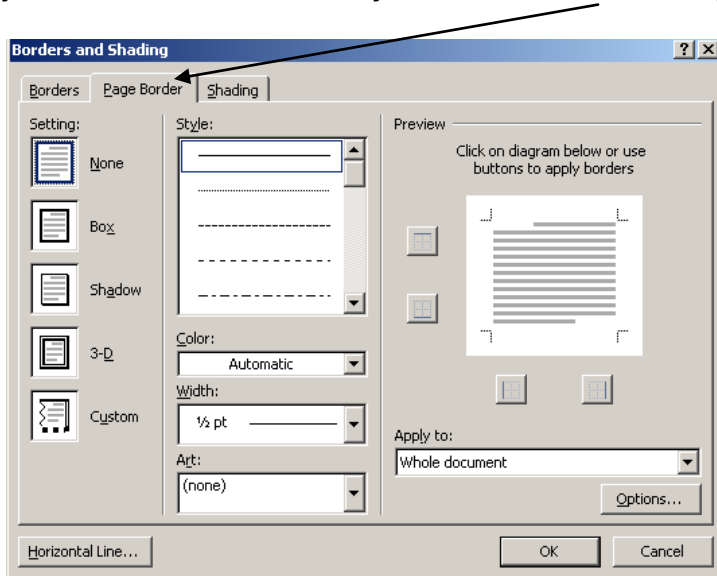 Borders and Shading
Borders Page Border Shading
Setting:
None
Box
Shadow
3-D
Custom
Style:
Color:
Automatic
Width:
½ pt
Art:
(none)
Preview
Click on diagram below or use
buttons to apply borders
Apply to:
Whole document
Options...
Horizontal Line...
OK
Cancel